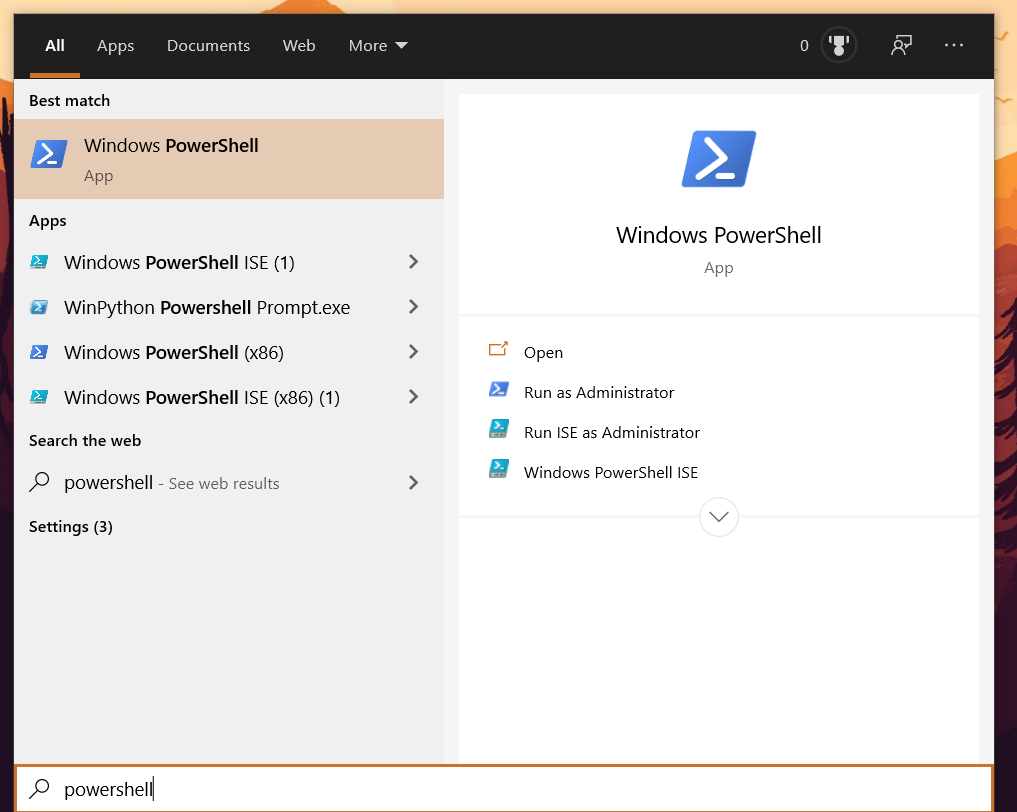 All Apps Documents Web More 0
Best match
Windows PowerShell
App
Apps
Windows PowerShell ISE (1)
WinPython Powershell Prompt.exe
Windows PowerShell (x86)
Windows PowerShell ISE (x86) (1)
Search the web
powershell - See web results
Settings (3)
Windows PowerShell
App
Open
Run as Administrator
Run ISE as Administrator
Windows PowerShell ISE
powershell